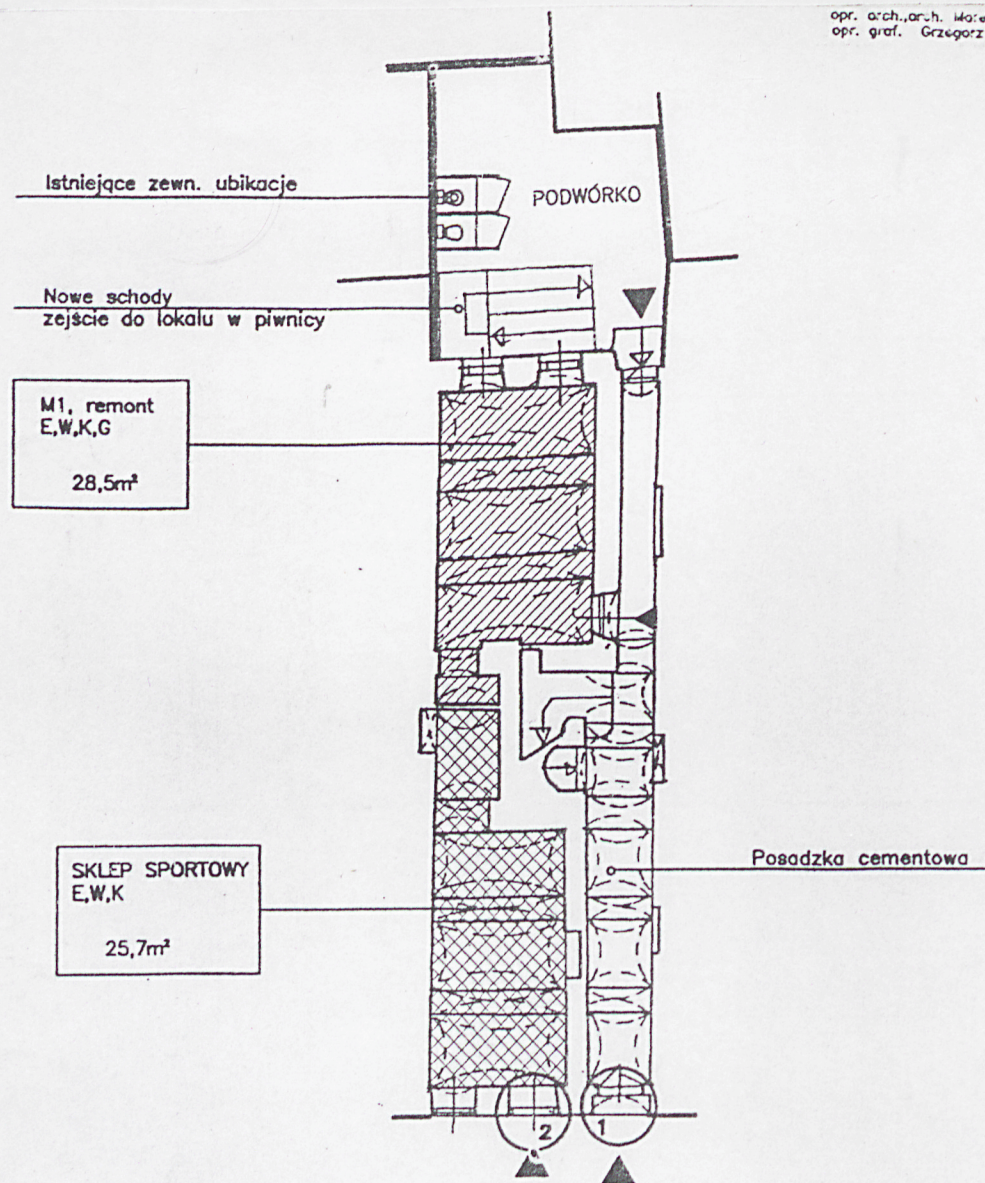 opr. arch.,arch.
opr. graf. Grzegorz
Istniejące zewn. ubikacje
PODWÓRKO
Nowe schody
zejście do lokalu w piwnicy
M1, remont
E,W,K,G
28,5m²
SKLEP SPORTOWY
E,W,K
25,7m²
Posadzka cementowa
2
1